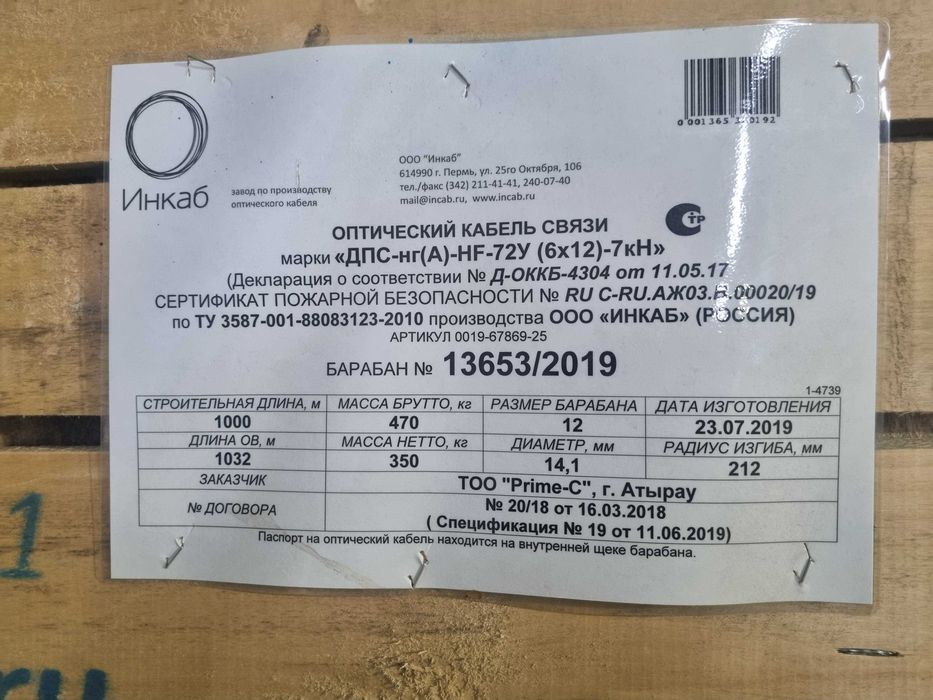 Инкаб
завод по производству
оптического кабеля
ООО "Инкаб"
614990 г. Пермь, ул. 25го Октября, 106
тел./факс (342) 211-41-41, 240-07-40
mail@incab.ru, www.incab.ru
ОПТИЧЕСКИЙ КАБЕЛЬ СВЯЗИ
марки «ДПС-нг(А)-HF-72У (6х12)-7кН»
(Декларация о соответствии № Д-ОККБ-4304 от 11.05.17
СЕРТИФИКАТ ПОЖАРНОЙ БЕЗОПАСНОСТИ № RU C-RU.АЖ03.В.00020/19
по ТУ 3587-001-88083123-2010 производства ООО «ИНКАБ» (РОССИЯ)
АРТИКУЛ 0019-67869-25
БАРАБАН № 13653/2019
1-4739
СТРОИТЕЛЬНАЯ ДЛИНА, м МАССА БРУТТО, кг РАЗМЕР БАРАБАНА ДАТА ИЗГОТОВЛЕНИЯ
1000 470 12 23.07.2019
ДЛИНА ОВ, м МАССА НЕТТО, кг ДИАМЕТР, мм РАДИУС ИЗГИБА, мм
1032 350 14,1 212
ЗАКАЗЧИК ТОО "Prime-C", г. Атырау
№ ДОГОВОРА № 20/18 от 16.03.2018
( Спецификация № 19 от 11.06.2019)
Паспорт на оптический кабель находится на внутренней щеке барабана.
1